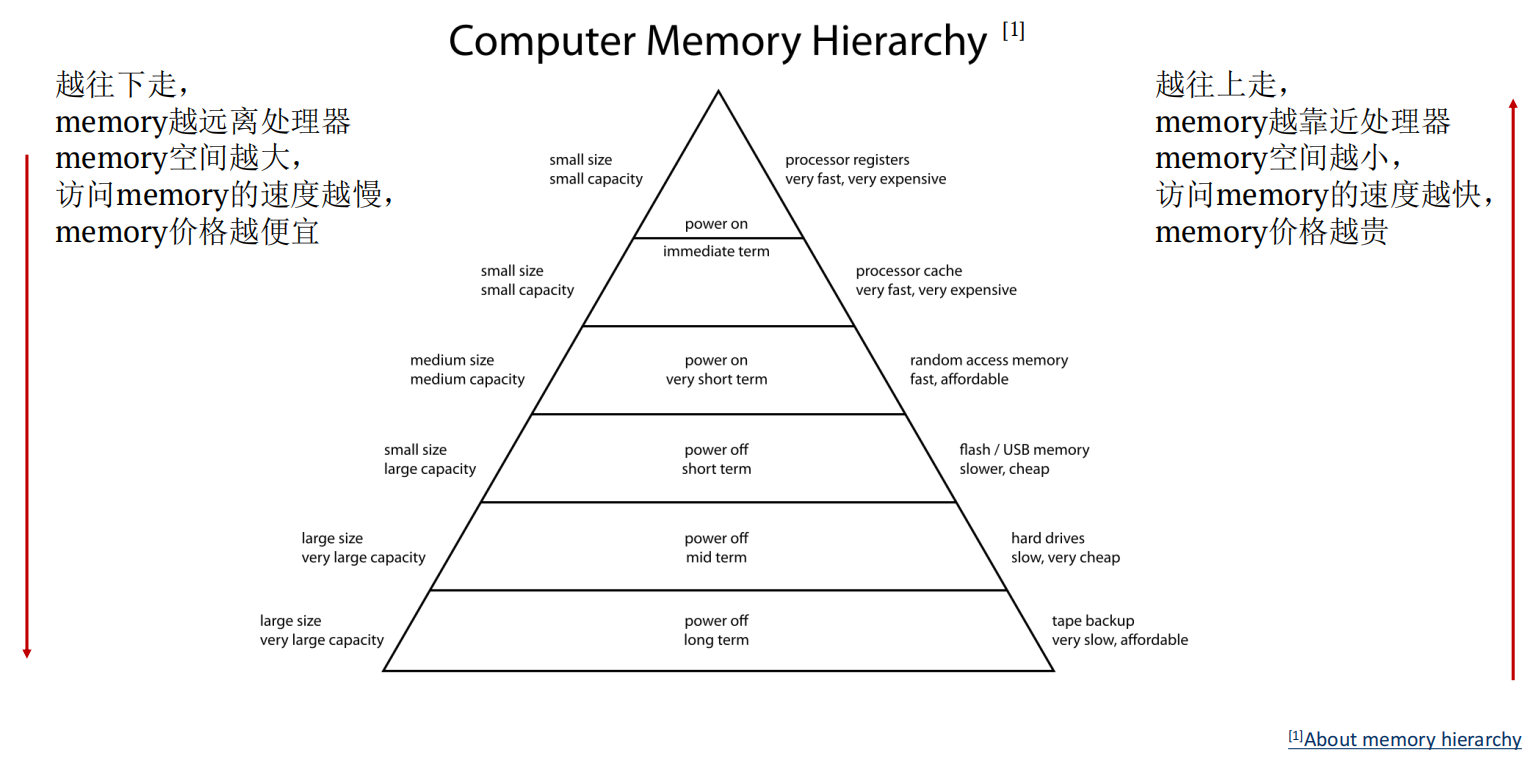 Computer Memory Hierarchy [1]
越往下走，
memory越远离处理器
memory空间越大，
访问memory的速度越慢，
memory价格越便宜
越往上走，
memory越靠近处理器
memory空间越小，
访问memory的速度越快，
memory价格越贵
small size
small capacity
processor registers
very fast, very expensive
power on
immediate term
small size
small capacity
processor cache
very fast, very expensive
medium size
medium capacity
power on
very short term
random access memory
fast, affordable
small size
large capacity
power off
short term
flash / USB memory
slower, cheap
large size
very large capacity
power off
mid term
hard drives
slow, very cheap
large size
very large capacity
power off
long term
tape backup
very slow, affordable
[1]About memory hierarchy